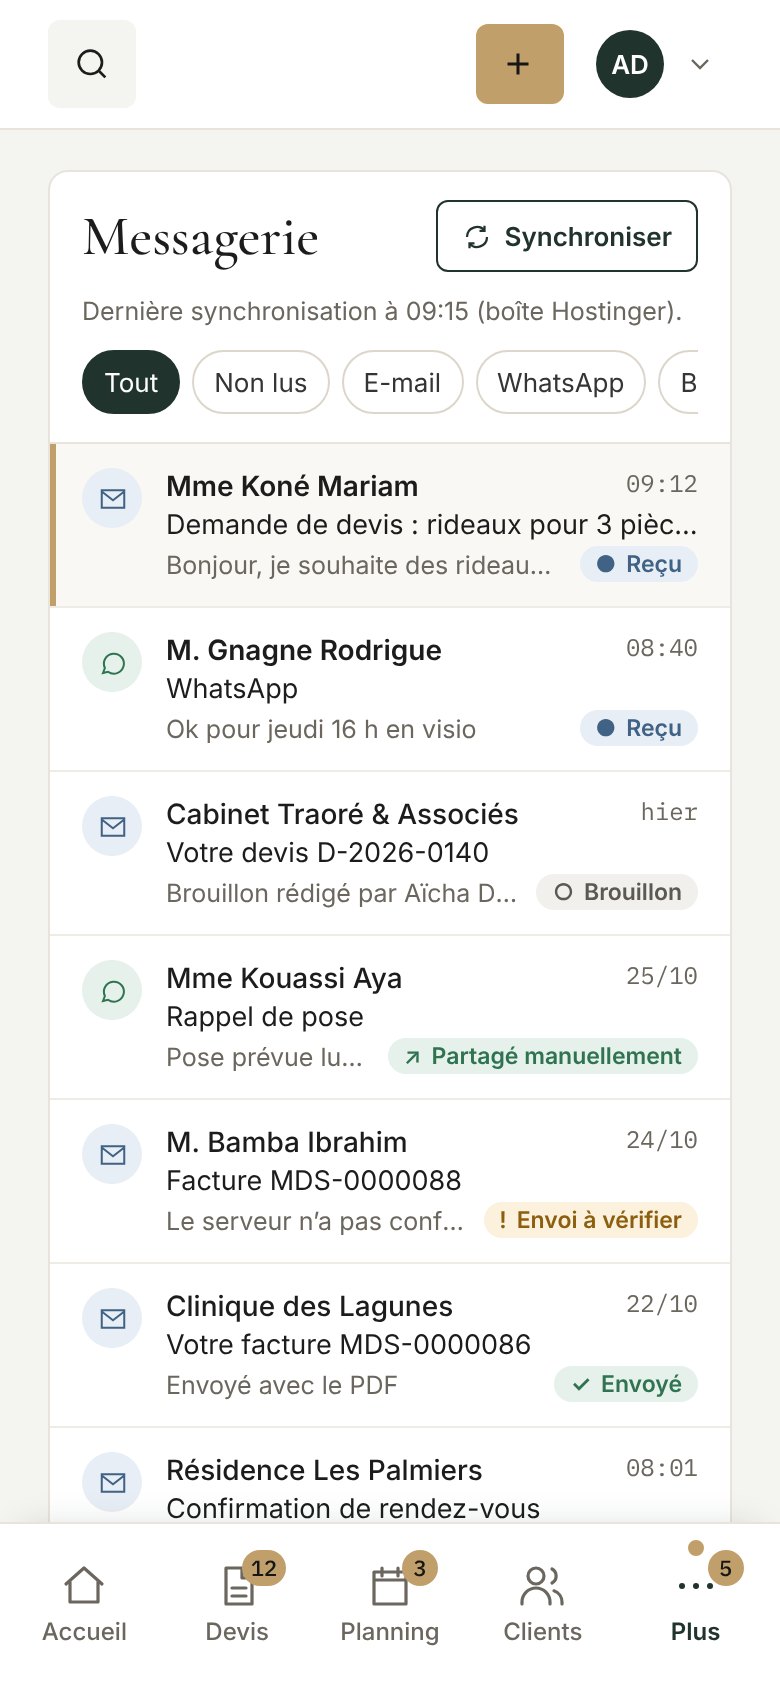 AD
Messagerie
Synchroniser
Dernière synchronisation à 09:15 (boîte Hostinger).
Tout
Non lus
E-mail
WhatsApp
B
Mme Koné Mariam
09:12
Demande de devis : rideaux pour 3 pièc...
Bonjour, je souhaite des rideau...
Reçu
M. Gnagne Rodrigue
08:40
WhatsApp
Ok pour jeudi 16 h en visio
Reçu
Cabinet Traoré & Associés
hier
Votre devis D-2026-0140
Brouillon rédigé par Aïcha D...
Brouillon
Mme Kouassi Aya
25/10
Rappel de pose
Pose prévue lu...
Partagé manuellement
M. Bamba Ibrahim
24/10
Facture MDS-0000088
Le serveur n’a pas conf...
! Envoi à vérifier
Clinique des Lagunes
22/10
Votre facture MDS-0000086
Envoyé avec le PDF
Envoyé
Résidence Les Palmiers
08:01
Confirmation de rendez-vous
12
3
5
Accueil
Devis
Planning
Clients
Plus